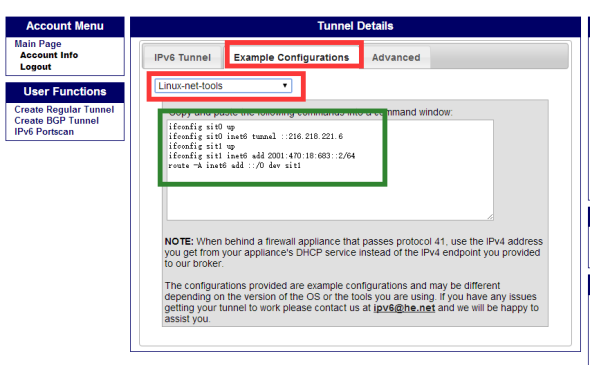 Account Menu
Main Page
Account Info
Logout
User Functions
Create Regular Tunnel
Create BGP Tunnel
IPv6 Portscan
Tunnel Details
IPv6 Tunnel Example Configurations Advanced
Linux-net-tools
Copy and paste the following commands into a command window:
ifconfig sit0 up
ifconfig sit0 inet6 tunnel ::216.218.221.6
ifconfig sit1 up
ifconfig sit1 inet6 add 2001:470:18:683::2/64
route -A inet6 add ::/0 dev sit1
NOTE: When behind a firewall appliance that passes protocol 41, use the IPv4 address
you get from your appliance's DHCP service instead of the IPv4 endpoint you provided
to our broker.
The configurations provided are example configurations and may be different
depending on the version of the OS or the tools you are using. If you have any issues
getting your tunnel to work please contact us at ipv6@he.net and we will be happy to
assist you.